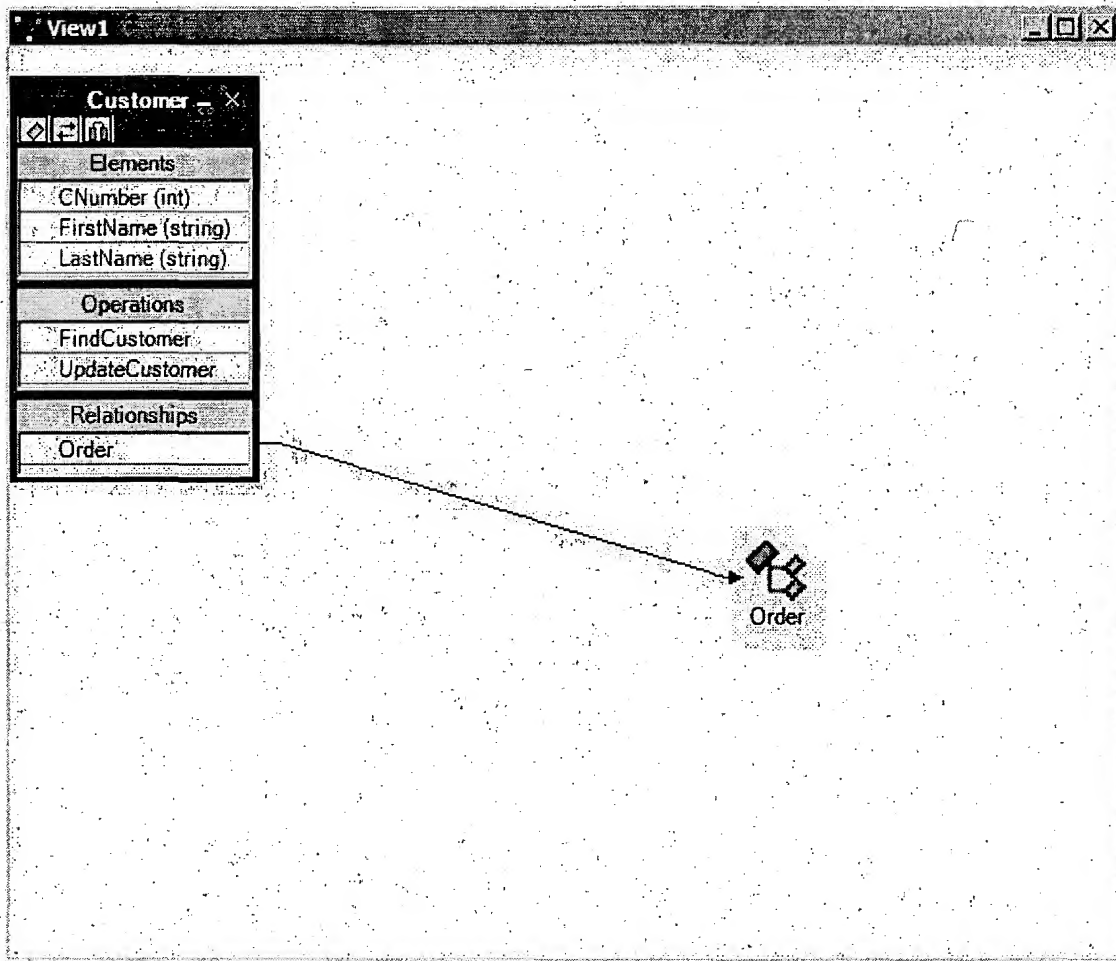 View1
Customer
Elements
CNumber (int)
FirstName (string)
LastName (string)
Operations
FindCustomer
UpdateCustomer
Relationships
Order
Order